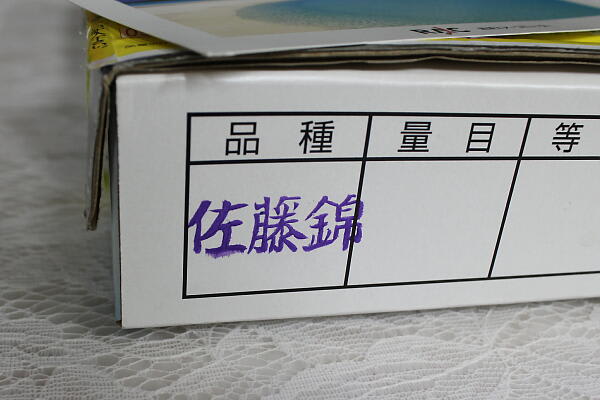 品種 量目 等
佐藤錦